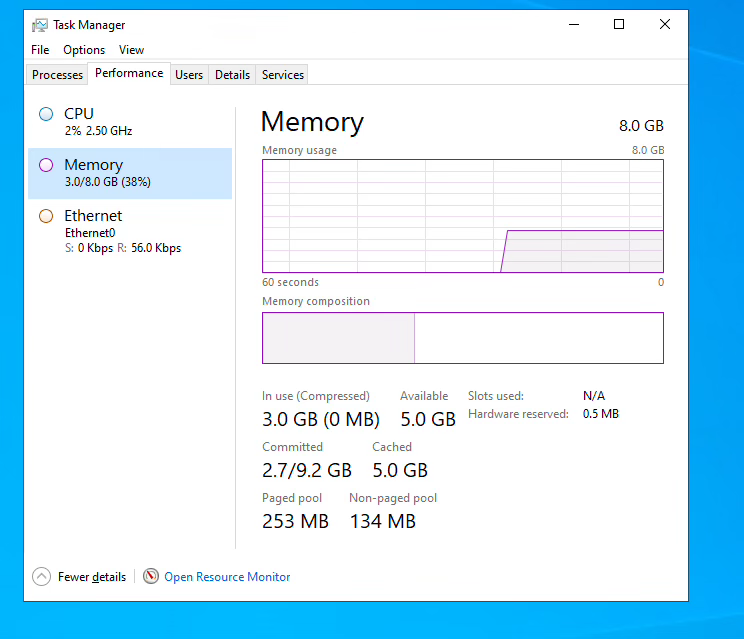 Task Manager
File Options View
Processes Performance Users Details Services
CPU
2% 2.50 GHz
Memory
3.0/8.0 GB (38%)
Ethernet
Ethernet0
S: 0 Kbps R: 56.0 Kbps
Memory 8.0 GB
Memory usage 8.0 GB
60 seconds 0
Memory composition
In use (Compressed) Available Slots used: N/A
3.0 GB (0 MB) 5.0 GB Hardware reserved: 0.5 MB
Committed Cached
2.7/9.2 GB 5.0 GB
Paged pool Non-paged pool
253 MB 134 MB
Fewer details Open Resource Monitor